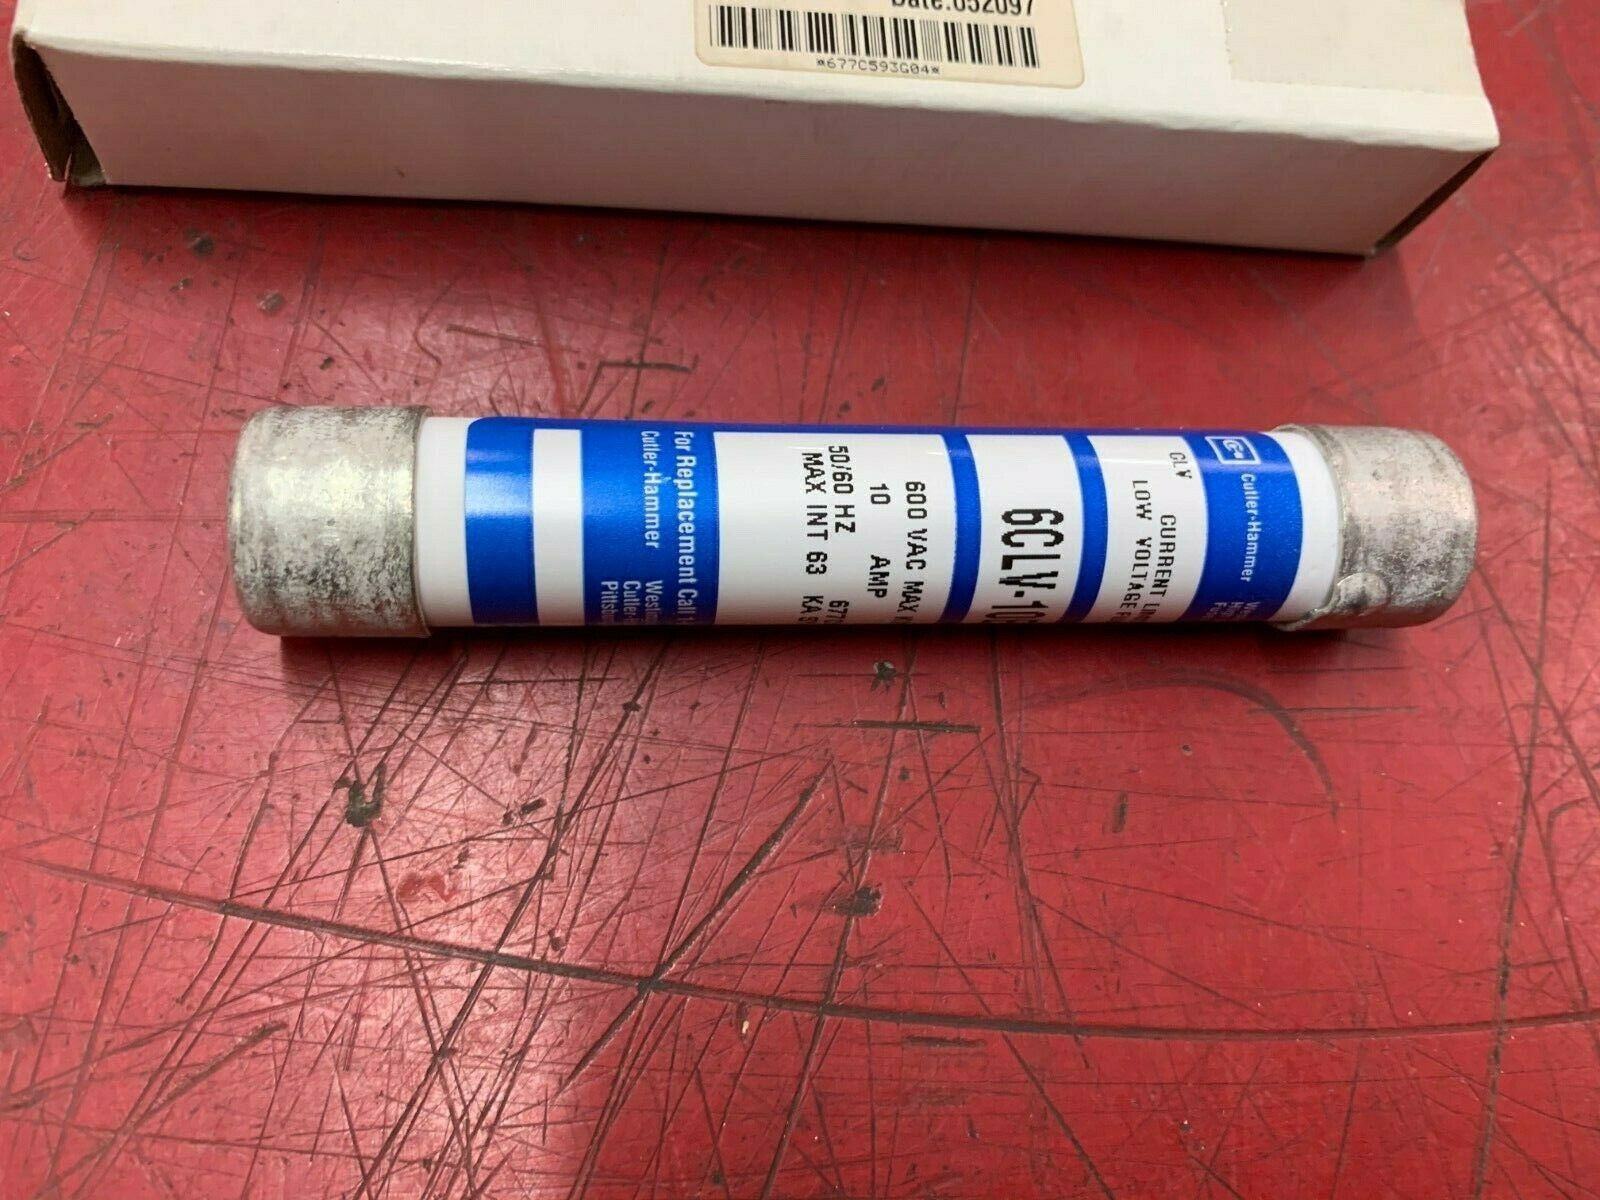 Date:052097
*677C593G04*
Cutler-Hammer
CLV
CURRENT
LOW VOLTAGE
6CLV-10
600 VAC MAX
10 AMP
50/60 HZ
MAX INT 63 KA
For Replacement Call
Cutler-Hammer